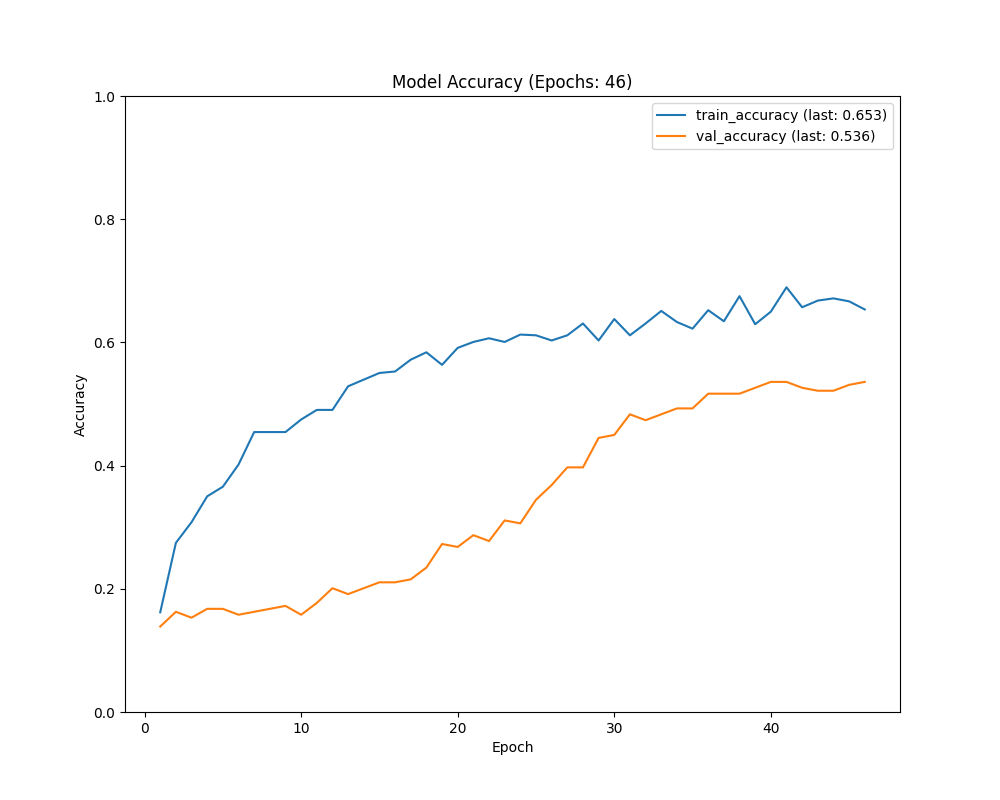 Model Accuracy (Epochs: 46)
train_accuracy (last: 0.653)
val_accuracy (last: 0.536)
Accuracy
1.0
0.8
0.6
0.4
0.2
0.0
0 10 20 30 40
Epoch